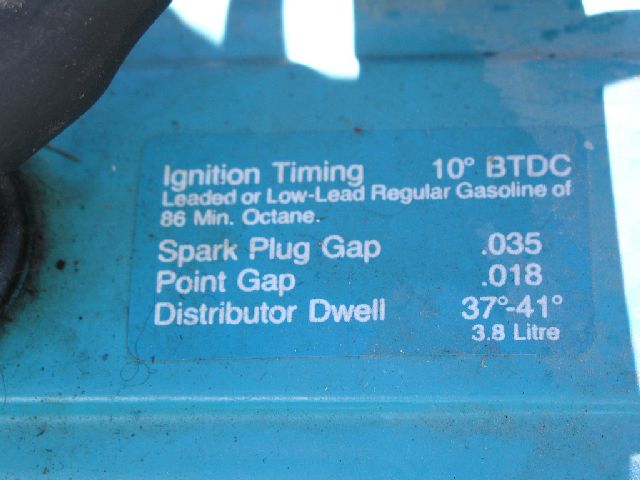 Ignition Timing 10° BTDC
Leaded or Low-Lead Regular Gasoline of
86 Min. Octane.
Spark Plug Gap .035
Point Gap .018
Distributor Dwell 37°-41°
3.8 Litre